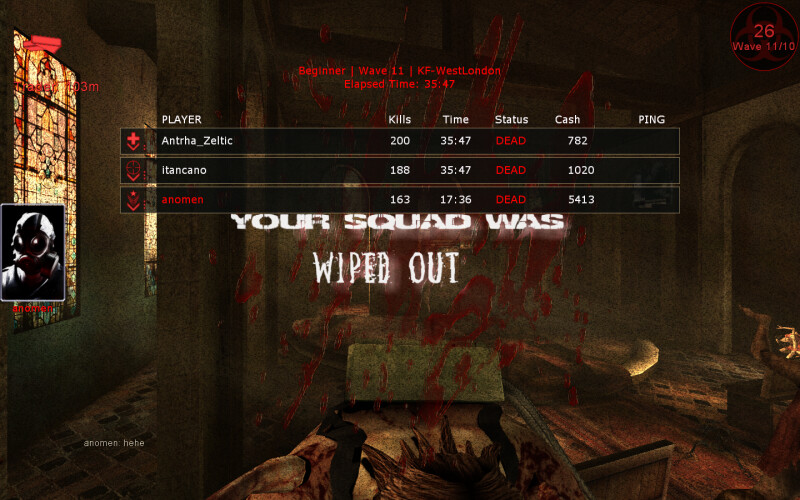 26
Wave 11/10
Beginner | Wave 11 | KF-WestLondon
Elapsed Time: 35:47
PLAYER Kills Time Status Cash PING
Antrha_Zeltic 200 35:47 DEAD 782
itancano 188 35:47 DEAD 1020
anomen 163 17:36 DEAD 5413
YOUR SQUAD WAS
WIPED OUT
anomen
anomen: hehe